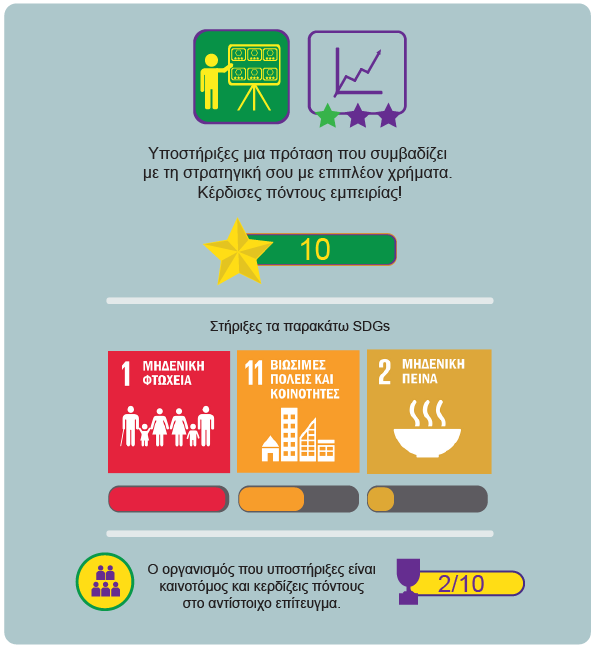 Υποστήριξες μια πρόταση που συμβαδίζει
με τη στρατηγική σου με επιπλέον χρήματα.
Κέρδισες πόντους εμπειρίας!
10
Στήριξες τα παρακάτω SDGs
1 ΜΗΔΕΝΙΚΗ
ΦΤΩΧΕΙΑ
11 ΒΙΩΣΙΜΕΣ
ΠΟΛΕΙΣ ΚΑΙ
ΚΟΙΝΟΤΗΤΕΣ
2 ΜΗΔΕΝΙΚΗ
ΠΕΙΝΑ
Ο οργανισμός που υποστήριξες είναι
καινοτόμος και κερδίζεις πόντους
στο αντίστοιχο επίτευγμα.
2/10